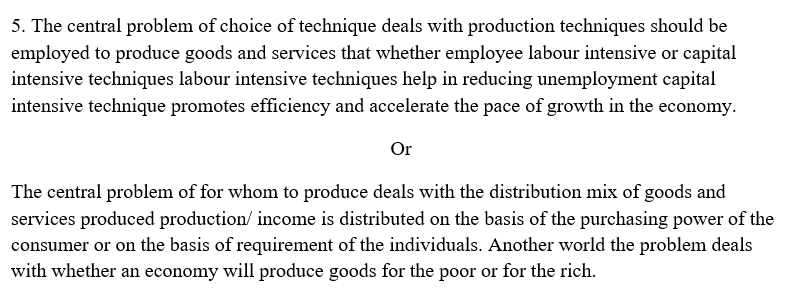 5. The central problem of choice of technique deals with production techniques should be
employed to produce goods and services that whether employee labour intensive or capital
intensive techniques labour intensive techniques help in reducing unemployment capital
intensive technique promotes efficiency and accelerate the pace of growth in the economy.
Or
The central problem of for whom to produce deals with the distribution mix of goods and
services produced production/ income is distributed on the basis of the purchasing power of the
consumer or on the basis of requirement of the individuals. Another world the problem deals
with whether an economy will produce goods for the poor or for the rich.